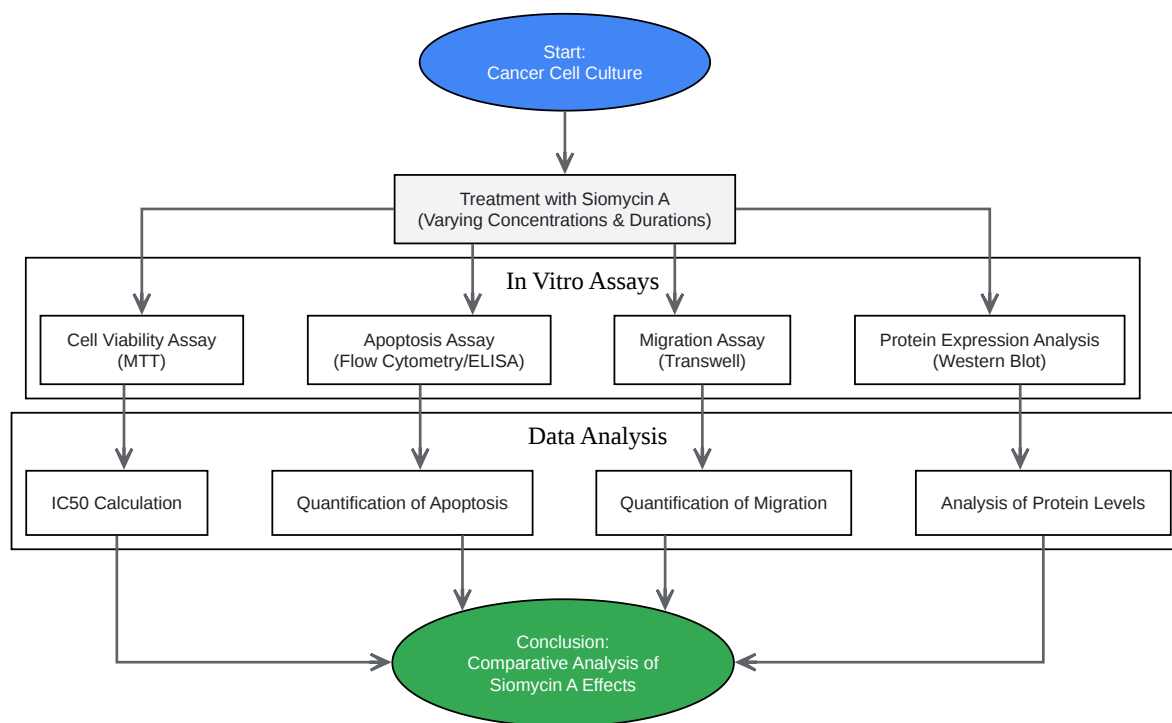 Start:
Cancer Cell Culture
Treatment with Siomycin A
(Varying Concentrations & Durations)
In Vitro Assays
Cell Viability Assay
(MTT)
Apoptosis Assay
(Flow Cytometry/ELISA)
Migration Assay
(Transwell)
Protein Expression Analysis
(Western Blot)
Data Analysis
IC50 Calculation
Quantification of Apoptosis
Quantification of Migration
Analysis of Protein Levels
Conclusion:
Comparative Analysis of
Siomycin A Effects